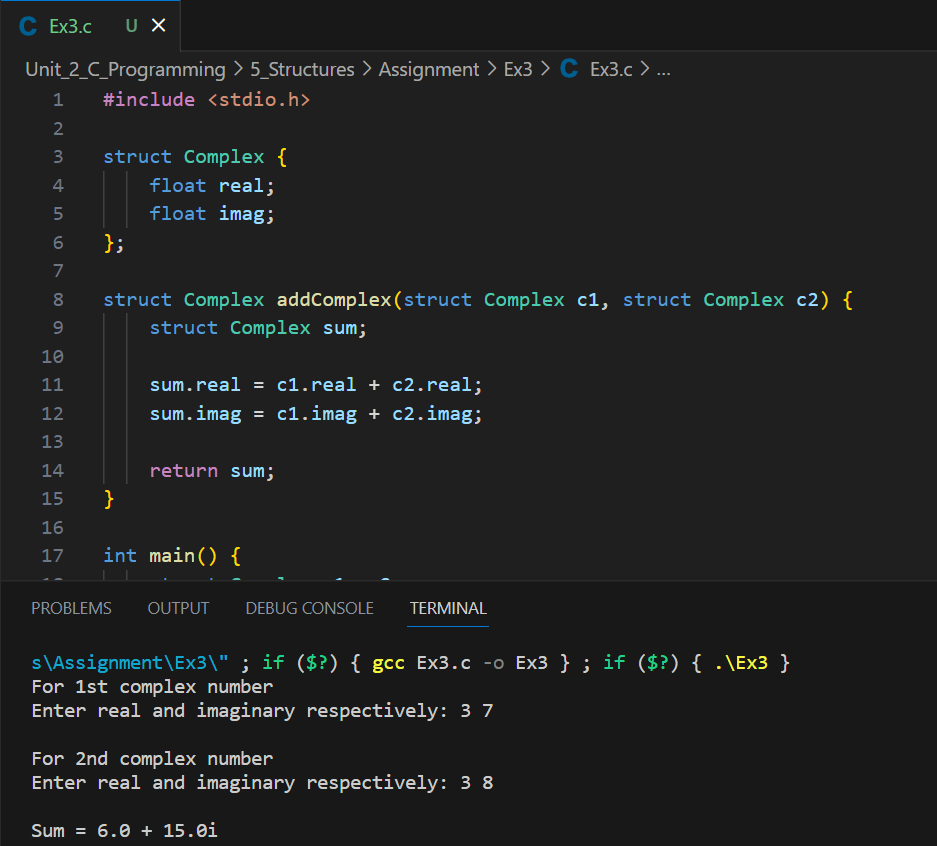 C Ex3.c U ×
Unit_2_C_Programming > 5_Structures > Assignment > Ex3 > C Ex3.c > ...
1 #include <stdio.h>
2
3 struct Complex {
4     float real;
5     float imag;
6 };
7
8 struct Complex addComplex(struct Complex c1, struct Complex c2) {
9     struct Complex sum;
10
11     sum.real = c1.real + c2.real;
12     sum.imag = c1.imag + c2.imag;
13
14     return sum;
15 }
16
17 int main() {
PROBLEMS OUTPUT DEBUG CONSOLE TERMINAL
s\Assignment\Ex3\" ; if ($?) { gcc Ex3.c -o Ex3 } ; if ($?) { .\Ex3 }
For 1st complex number
Enter real and imaginary respectively: 3 7
For 2nd complex number
Enter real and imaginary respectively: 3 8
Sum = 6.0 + 15.0i